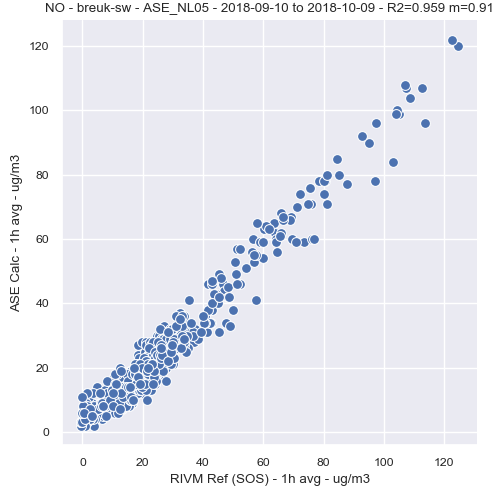 NO - breuk-sw - ASE_NL05 - 2018-09-10 to 2018-10-09 - R2=0.959 m=0.91
120
100
80
60
40
20
0
ASE Calc - 1h avg - ug/m3
0 20 40 60 80 100 120
RIVM Ref (SOS) - 1h avg - ug/m3